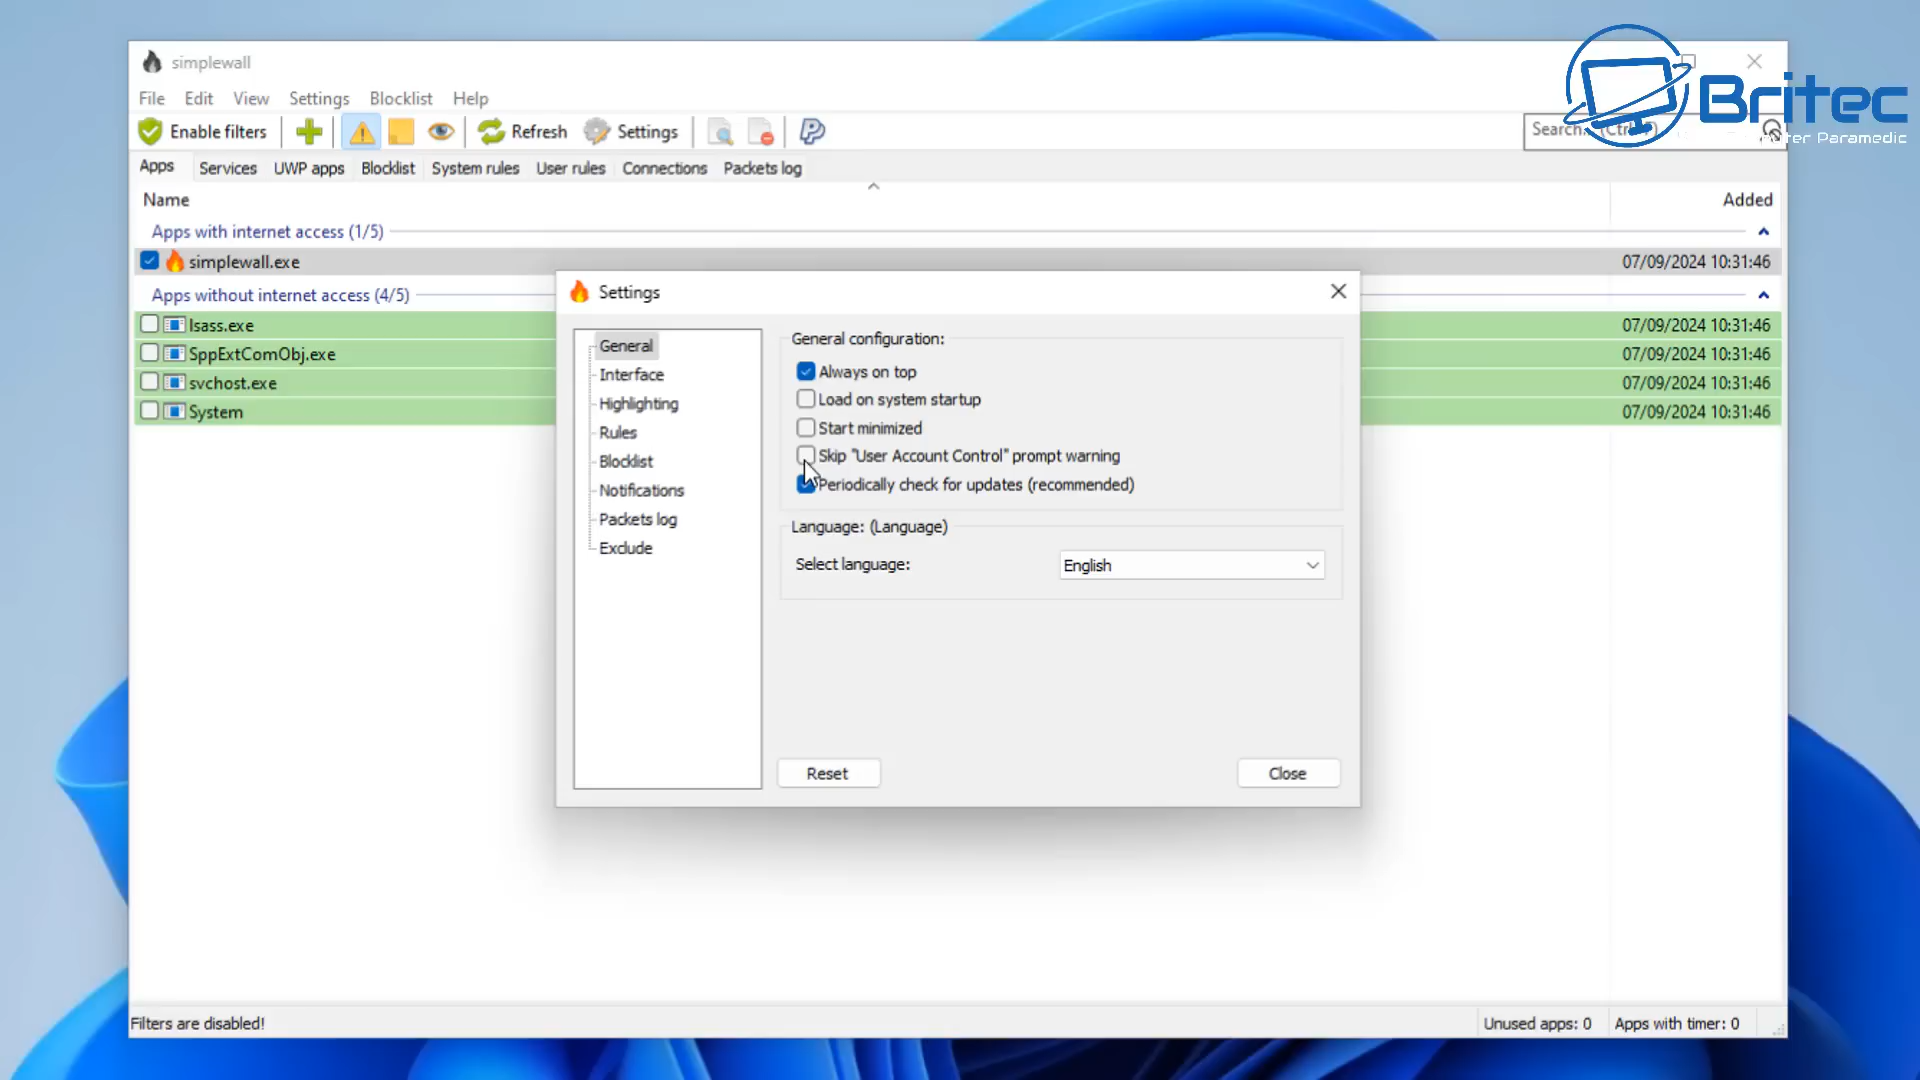 simplewall
File Edit View Settings Blocklist Help
Enable filters Refresh Settings Search... (Ctrl
Britec
ter Paramedic
Apps Services UWP apps Blocklist System rules User rules Connections Packets log
Name Added
Apps with internet access (1/5)
simplewall.exe 07/09/2024 10:31:46
Apps without internet access (4/5)
lsass.exe 07/09/2024 10:31:46
SppExtComObj.exe 07/09/2024 10:31:46
svchost.exe 07/09/2024 10:31:46
System 07/09/2024 10:31:46
Settings
General
Interface
Highlighting
Rules
Blocklist
Notifications
Packets log
Exclude
General configuration:
Always on top
Load on system startup
Start minimized
Skip "User Account Control" prompt warning
Periodically check for updates (recommended)
Language: (Language)
Select language: English
Reset Close
Filters are disabled! Unused apps: 0 Apps with timer: 0